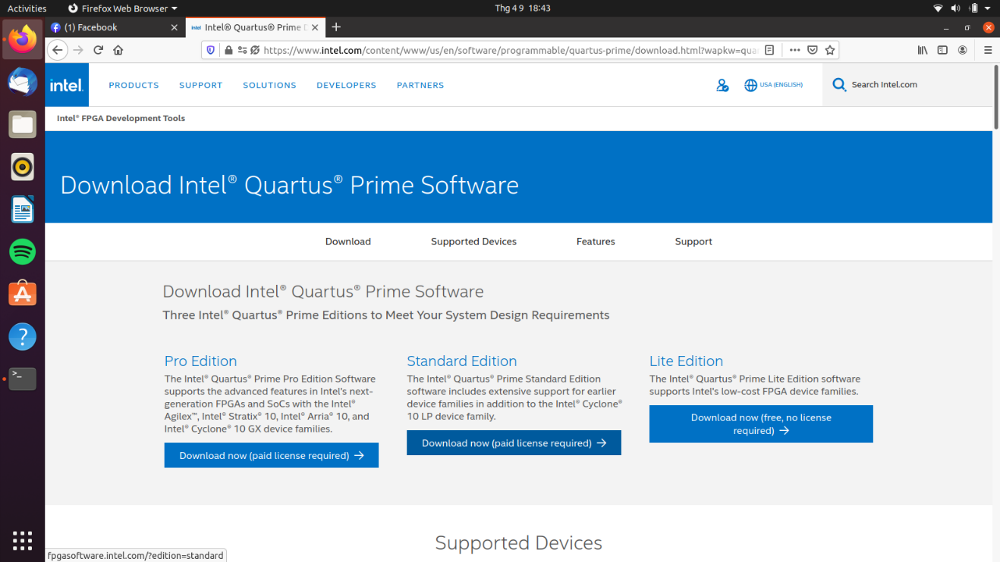 Activities
Firefox Web Browser
Thg 4 9 18:43
(1) Facebook
intel
Intel® Quartus® Prime D
https://www.intel.com/content/www/us/en/software/programmable/quartus-prime/download.html?wapkw=qua
intel.
PRODUCTS
SUPPORT
SOLUTIONS
DEVELOPERS
PARTNERS
USA (ENGLISH)
Search Intel.com
Intel® FPGA Development Tools
Download Intel® Quartus® Prime Software
Download
Supported Devices
Features
Support
Download Intel® Quartus® Prime Software
Three Intel® Quartus® Prime Editions to Meet Your System Design Requirements
Pro Edition
The Intel® Quartus® Prime Pro Edition Software
supports the advanced features in Intel's next-
generation FPGAs and SoCs with the Intel®
Agilex™, Intel® Stratix® 10, Intel® Arria® 10, and
Intel® Cyclone® 10 GX device families.
Download now (paid license required) →
Standard Edition
The Intel® Quartus® Prime Standard Edition
software includes extensive support for earlier
device families in addition to the Intel® Cyclone®
10 LP device family.
Download now (paid license required) →
Lite Edition
The Intel® Quartus® Prime Lite Edition software
supports Intel's low-cost FPGA device families.
Download now (free, no license
required) →
Supported Devices
fpgasoftware.intel.com/?edition=standard